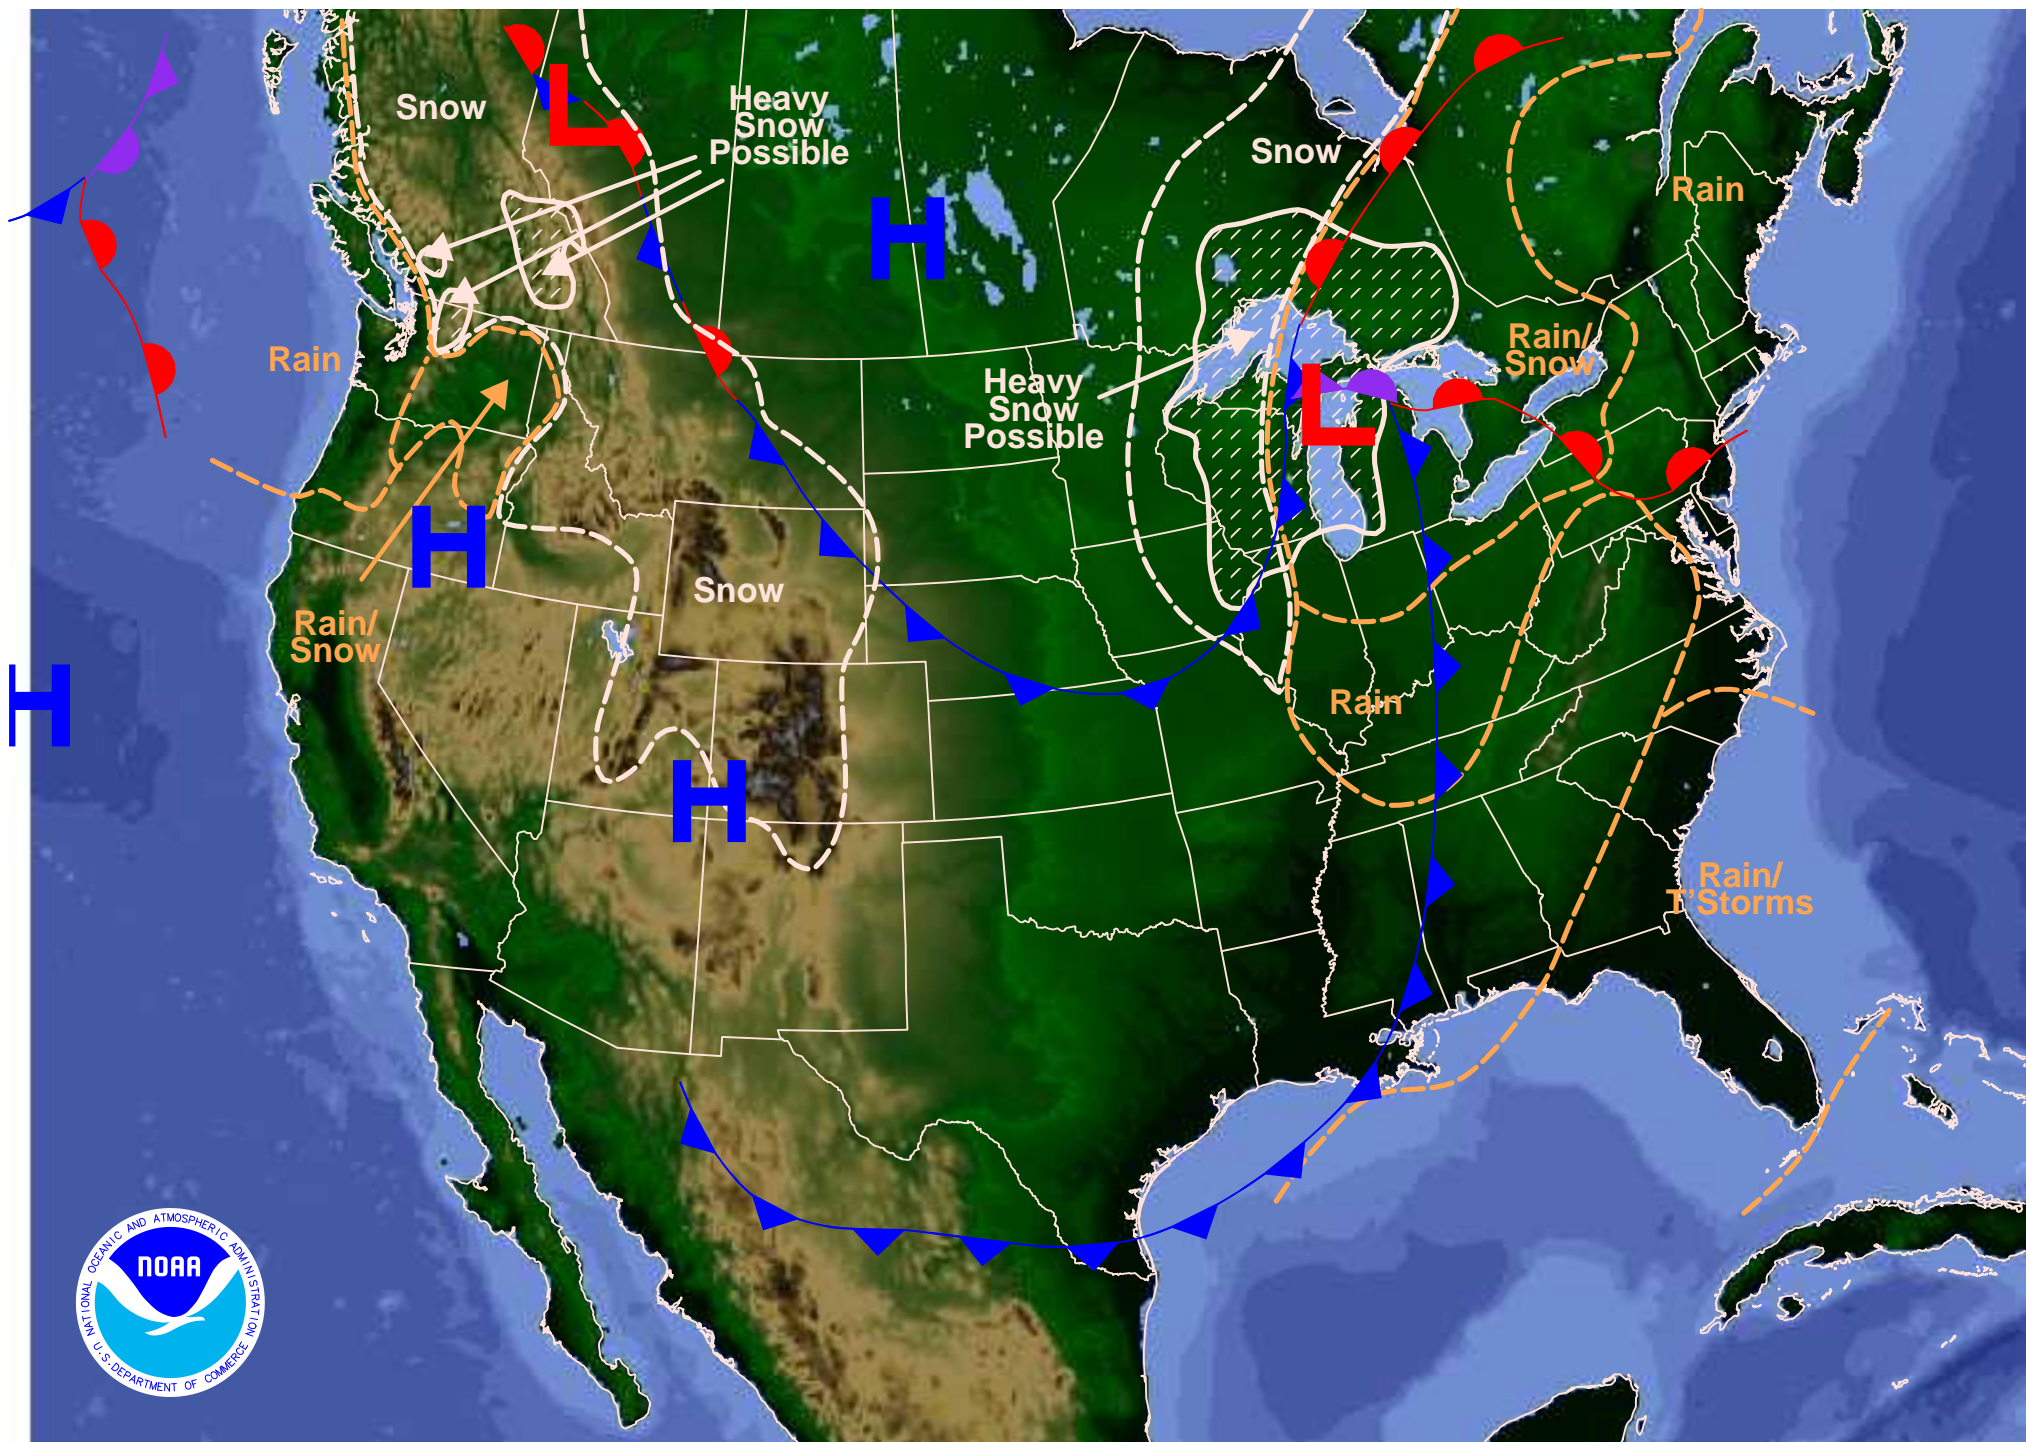 Snow
Heavy
Snow
Possible
Snow
Rain
H
L
Rain
Rain/
Snow
Heavy
Snow
Possible
L
H
Snow
Rain/
Snow
H
Rain
H
Rain/
T'Storms
NATIONAL OCEANIC AND ATMOSPHERIC ADMINISTRATION
NOAA
U.S. DEPARTMENT OF COMMERCE